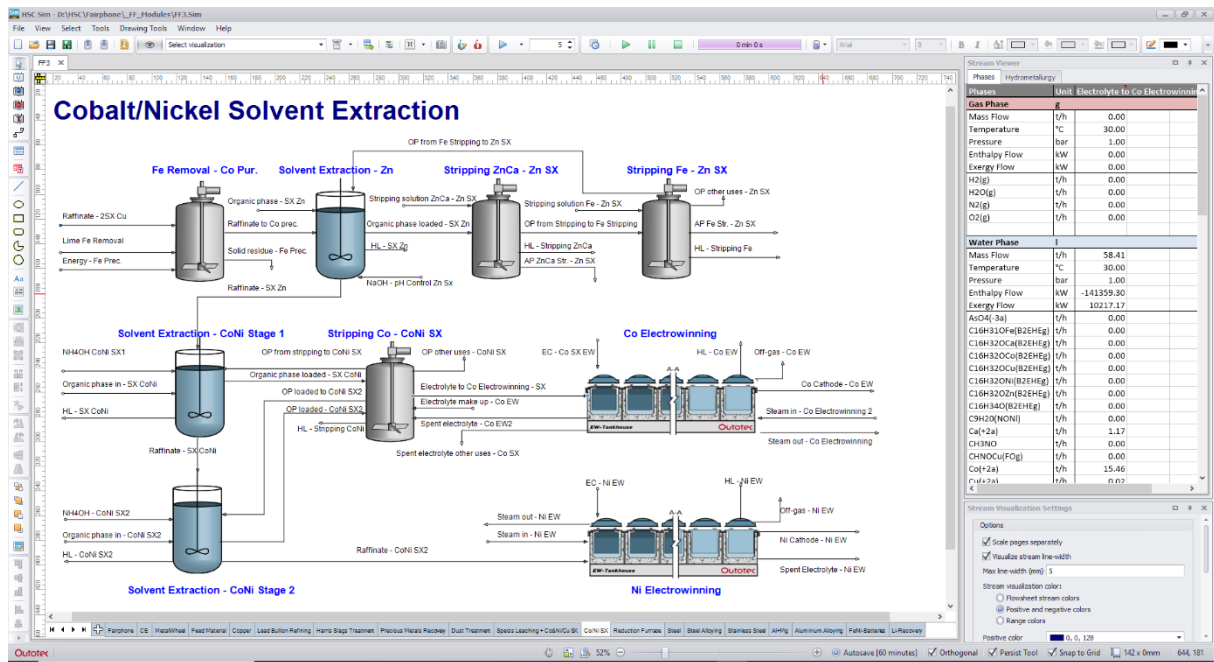 HSC Sim - D:\HSC\Fairphone\_FF_Modules\FF3.Sim
File View Select Tools Drawing Tools Window Help
Select visualization
5
0 min 0 s
Arial
8
FF3
Cobalt/Nickel Solvent Extraction
OP from Fe Stripping to Zn SX
Fe Removal - Co Pur.
Solvent Extraction - Zn
Stripping ZnCa - Zn SX
Stripping Fe - Zn SX
Raffinate - 2SX Cu
Lime Fe Removal
Energy - Fe Prec.
Organic phase - SX Zn
Raffinate to Co prec.
Solid residue - Fe Prec.
Raffinate - SX Zn
Stripping solution ZnCa - Zn SX
Organic phase loaded - SX Zn
HL - SX Zn
NaOH - pH Control Zn Sx
Stripping solution Fe - Zn SX
OP from Stripping to Fe Stripping
HL - Stripping ZnCa
AP ZnCa Str. - Zn SX
OP other uses - Zn SX
AP Fe Str. - Zn SX
HL - Stripping Fe
Solvent Extraction - CoNi Stage 1
Stripping Co - CoNi SX
Co Electrowinning
NH4OH CoNi SX1
Organic phase in - SX CoNi
HL - SX CoNi
Raffinate - SX CoNi
OP from stripping to CoNi SX
Organic phase loaded - SX CoNi
OP loaded to CoNi SX2
OP loaded - CoNi SX2
HL - Stripping CoNi
OP other uses - CoNi SX
Electrolyte to Co Electrowinning - SX
Electrolyte make up - Co EW
Spent electrolyte - Co EW2
Spent electrolyte other uses - Co SX
EC - Co SX EW
HL - Co EW
Off-gas - Co EW
A-A
Co Cathode - Co EW
Steam in - Co Electrowinning 2
Steam out - Co Electrowinning
EW-Tankhouse
Outotec
NH4OH - CoNi SX2
Organic phase in - CoNi SX2
HL - CoNi SX2
Raffinate - CoNi SX2
Solvent Extraction - CoNi Stage 2
EC - Ni EW
HL - Ni EW
Off-gas - Ni EW
A-A
Steam out - Ni EW
Steam in - Ni EW
Ni Cathode - Ni EW
Spent Electrolyte - Ni EW
EW-Tankhouse
Outotec
Ni Electrowinning
Stream Viewer
Phases Hydrometallurgy
Phases Unit Electrolyte to Co Electrowinning
Gas Phase g
Mass Flow t/h 0.00
Temperature °C 30.00
Pressure bar 1.00
Enthalpy Flow kW 0.00
Exergy Flow kW 0.00
H2(g) t/h 0.00
H2O(g) t/h 0.00
N2(g) t/h 0.00
O2(g) t/h 0.00
Water Phase l
Mass Flow t/h 58.41
Temperature °C 30.00
Pressure bar 1.00
Enthalpy Flow kW -141359.30
Exergy Flow kW 10217.17
AsO4(-3a) t/h 0.00
C16H31OFe(B2EHEg) t/h 0.00
C16H32OCa(B2EHEg) t/h 0.00
C16H32OCo(B2EHEg) t/h 0.00
C16H32OCu(B2EHEg) t/h 0.00
C16H32ONi(B2EHEg) t/h 0.00
C16H32OZn(B2EHEg) t/h 0.00
C16H34O(B2EHEg) t/h 0.00
C9H20(NONl) t/h 0.00
Ca(+2a) t/h 1.17
CH3NO t/h 0.00
CHNOCu(FOg) t/h 0.00
Co(+2a) t/h 15.46
Cu(+2a) t/h 0.02
Stream Visualization Settings
Options
Scale pages separately
Visualize stream line-width
Max line-width (mm) 5
Stream visualization color:
Flowsheet stream colors
Positive and negative colors
Range colors
Positive color 0, 0, 128
Fairphone CE MetalWheel Feed Material Copper Lead Bullion Refining Harris Slags Treatment Precious Metals Recovery Dust Treatment Speiss Leaching + Co&Ni/Cu SX Co/Ni SX Reduction Furnace Steel Steel Alloying Stainless Steel Al+Mg Aluminium Alloying FeNi-Batteries Li-Recovery
Outotec
52%
Autosave [60 minutes] Orthogonal Persist Tool Snap to Grid 142 x 0mm 644, 181